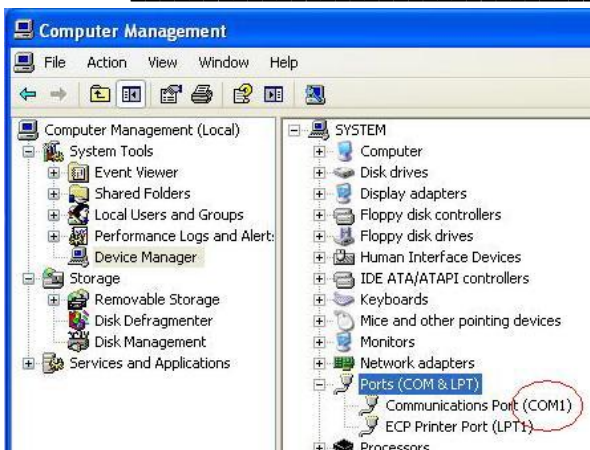 Computer Management
File Action View Window Help
Computer Management (Local)
System Tools
Event Viewer
Shared Folders
Local Users and Groups
Performance Logs and Alert:
Device Manager
Storage
Removable Storage
Disk Defragmenter
Disk Management
Services and Applications
SYSTEM
Computer
Disk drives
Display adapters
Floppy disk controllers
Floppy disk drives
Human Interface Devices
IDE ATA/ATAPI controllers
Keyboards
Mice and other pointing devices
Monitors
Network adapters
Ports (COM & LPT)
Communications Port (COM1)
ECP Printer Port (LPT1)
Processors